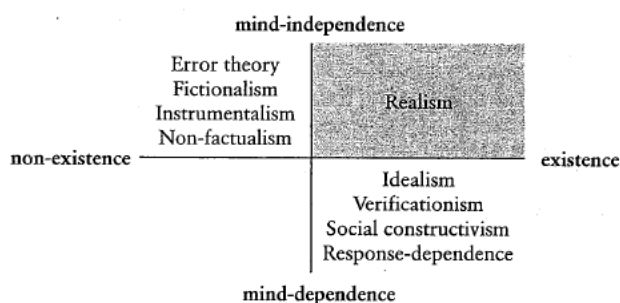 mind-independence
Error theory
Fictionalism
Instrumentalism
Non-factualism
Realism
non-existence
existence
Idealism
Verificationism
Social constructivism
Response-dependence
mind-dependence